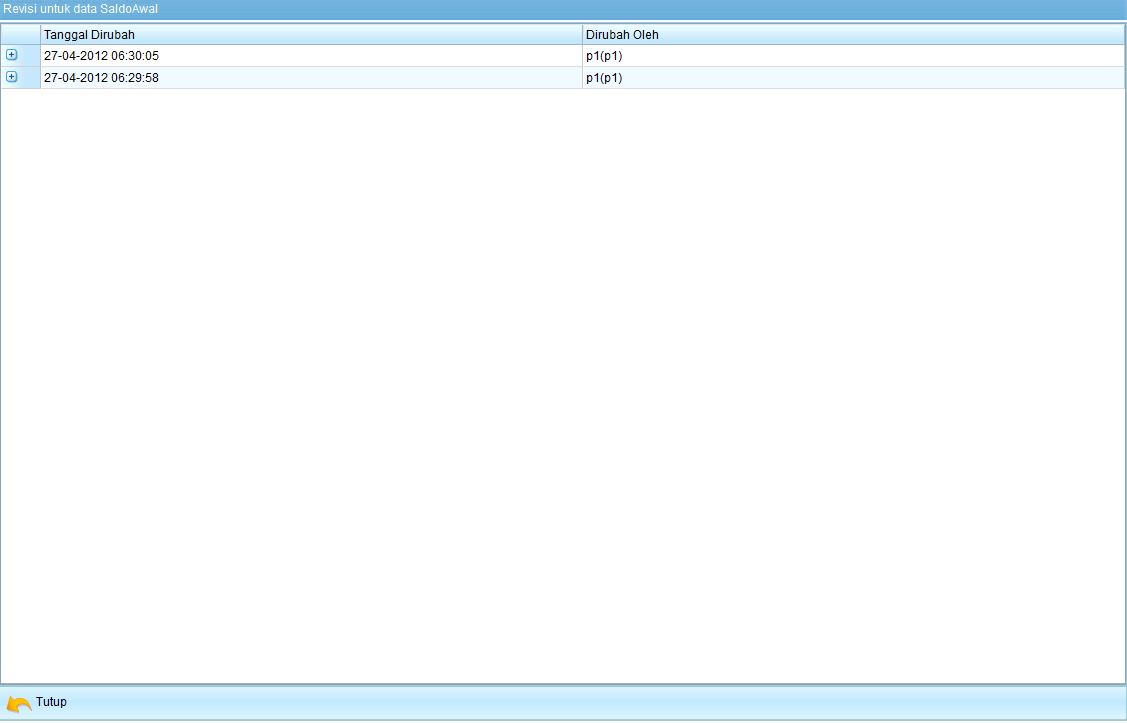 Revisi untuk data SaldoAwal
Tanggal Dirubah Dirubah Oleh
27-04-2012 06:30:05 p1(p1)
27-04-2012 06:29:58 p1(p1)
Tutup